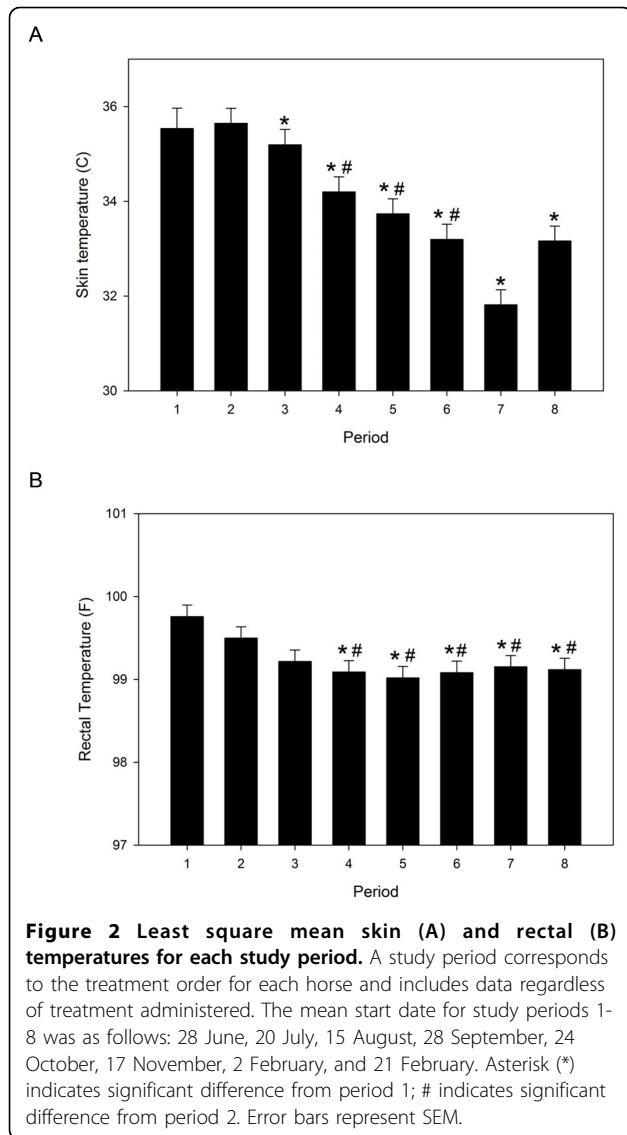 A
36
34
32
30
Skin temperature (C)
*
* #
* #
* #
*
*
1 2 3 4 5 6 7 8
Period
B
101
100
99
98
97
Rectal Temperature (F)
* #
* #
* #
* #
* #
1 2 3 4 5 6 7 8
Period
Figure 2 Least square mean skin (A) and rectal (B)
temperatures for each study period. A study period corresponds
to the treatment order for each horse and includes data regardless
of treatment administered. The mean start date for study periods 1-
8 was as follows: 28 June, 20 July, 15 August, 28 September, 24
October, 17 November, 2 February, and 21 February. Asterisk (*)
indicates significant difference from period 1; # indicates significant
difference from period 2. Error bars represent SEM.